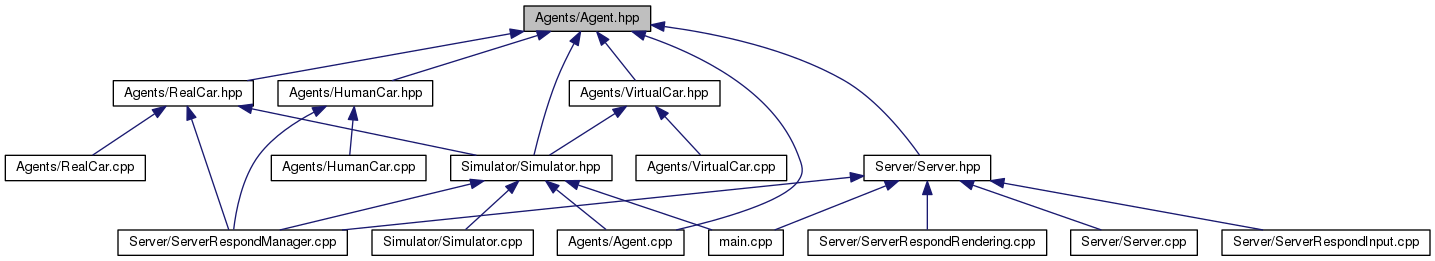 Agents/Agent.hpp
Agents/RealCar.hpp
Agents/HumanCar.hpp
Agents/VirtualCar.hpp
Agents/RealCar.cpp
Agents/HumanCar.cpp
Simulator/Simulator.hpp
Agents/VirtualCar.cpp
Server/Server.hpp
Server/ServerRespondManager.cpp
Simulator/Simulator.cpp
Agents/Agent.cpp
main.cpp
Server/ServerRespondRendering.cpp
Server/Server.cpp
Server/ServerRespondInput.cpp